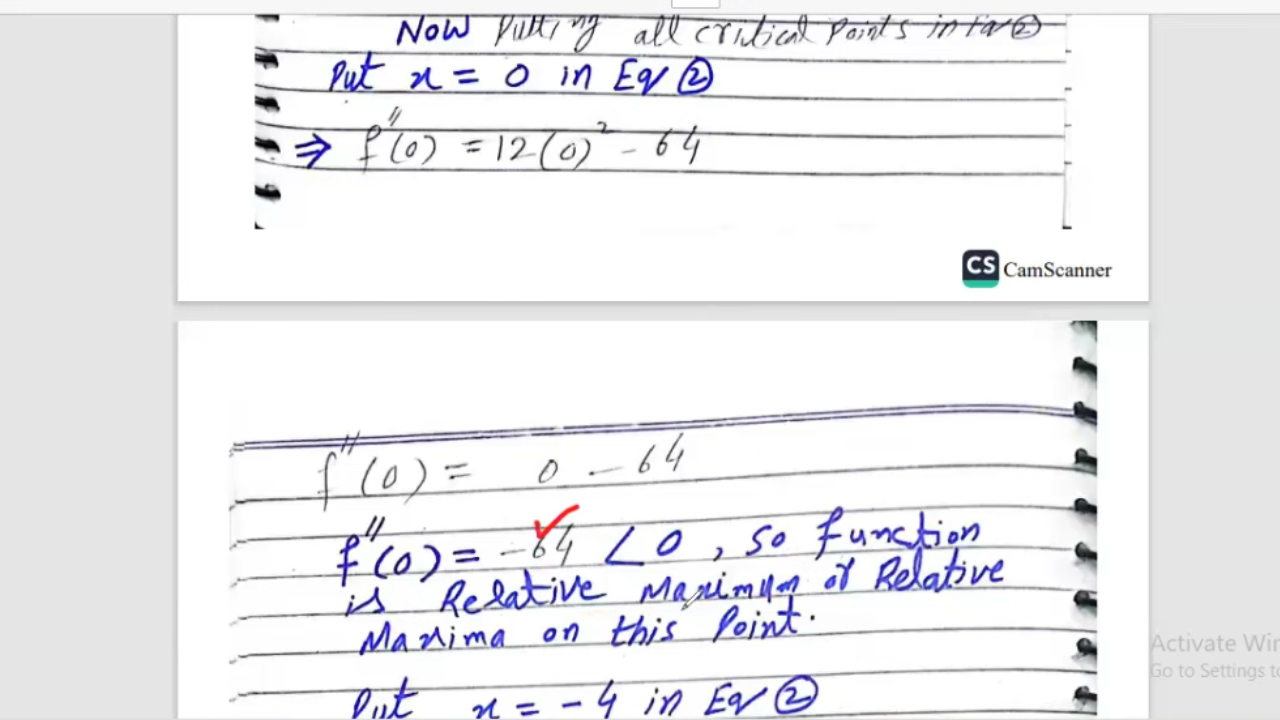 Now Putting all critical Points in Eq ②
Put x = 0 in Eq ②
⇒ f''(0) = 12(0)² - 64
CS CamScanner
f''(0) = 0 - 64
f''(0) = -64 < 0, so function
is Relative Maximum or Relative
Maxima on this Point.
Put x = -4 in Eq ②
Activate Win
Go to Settings to